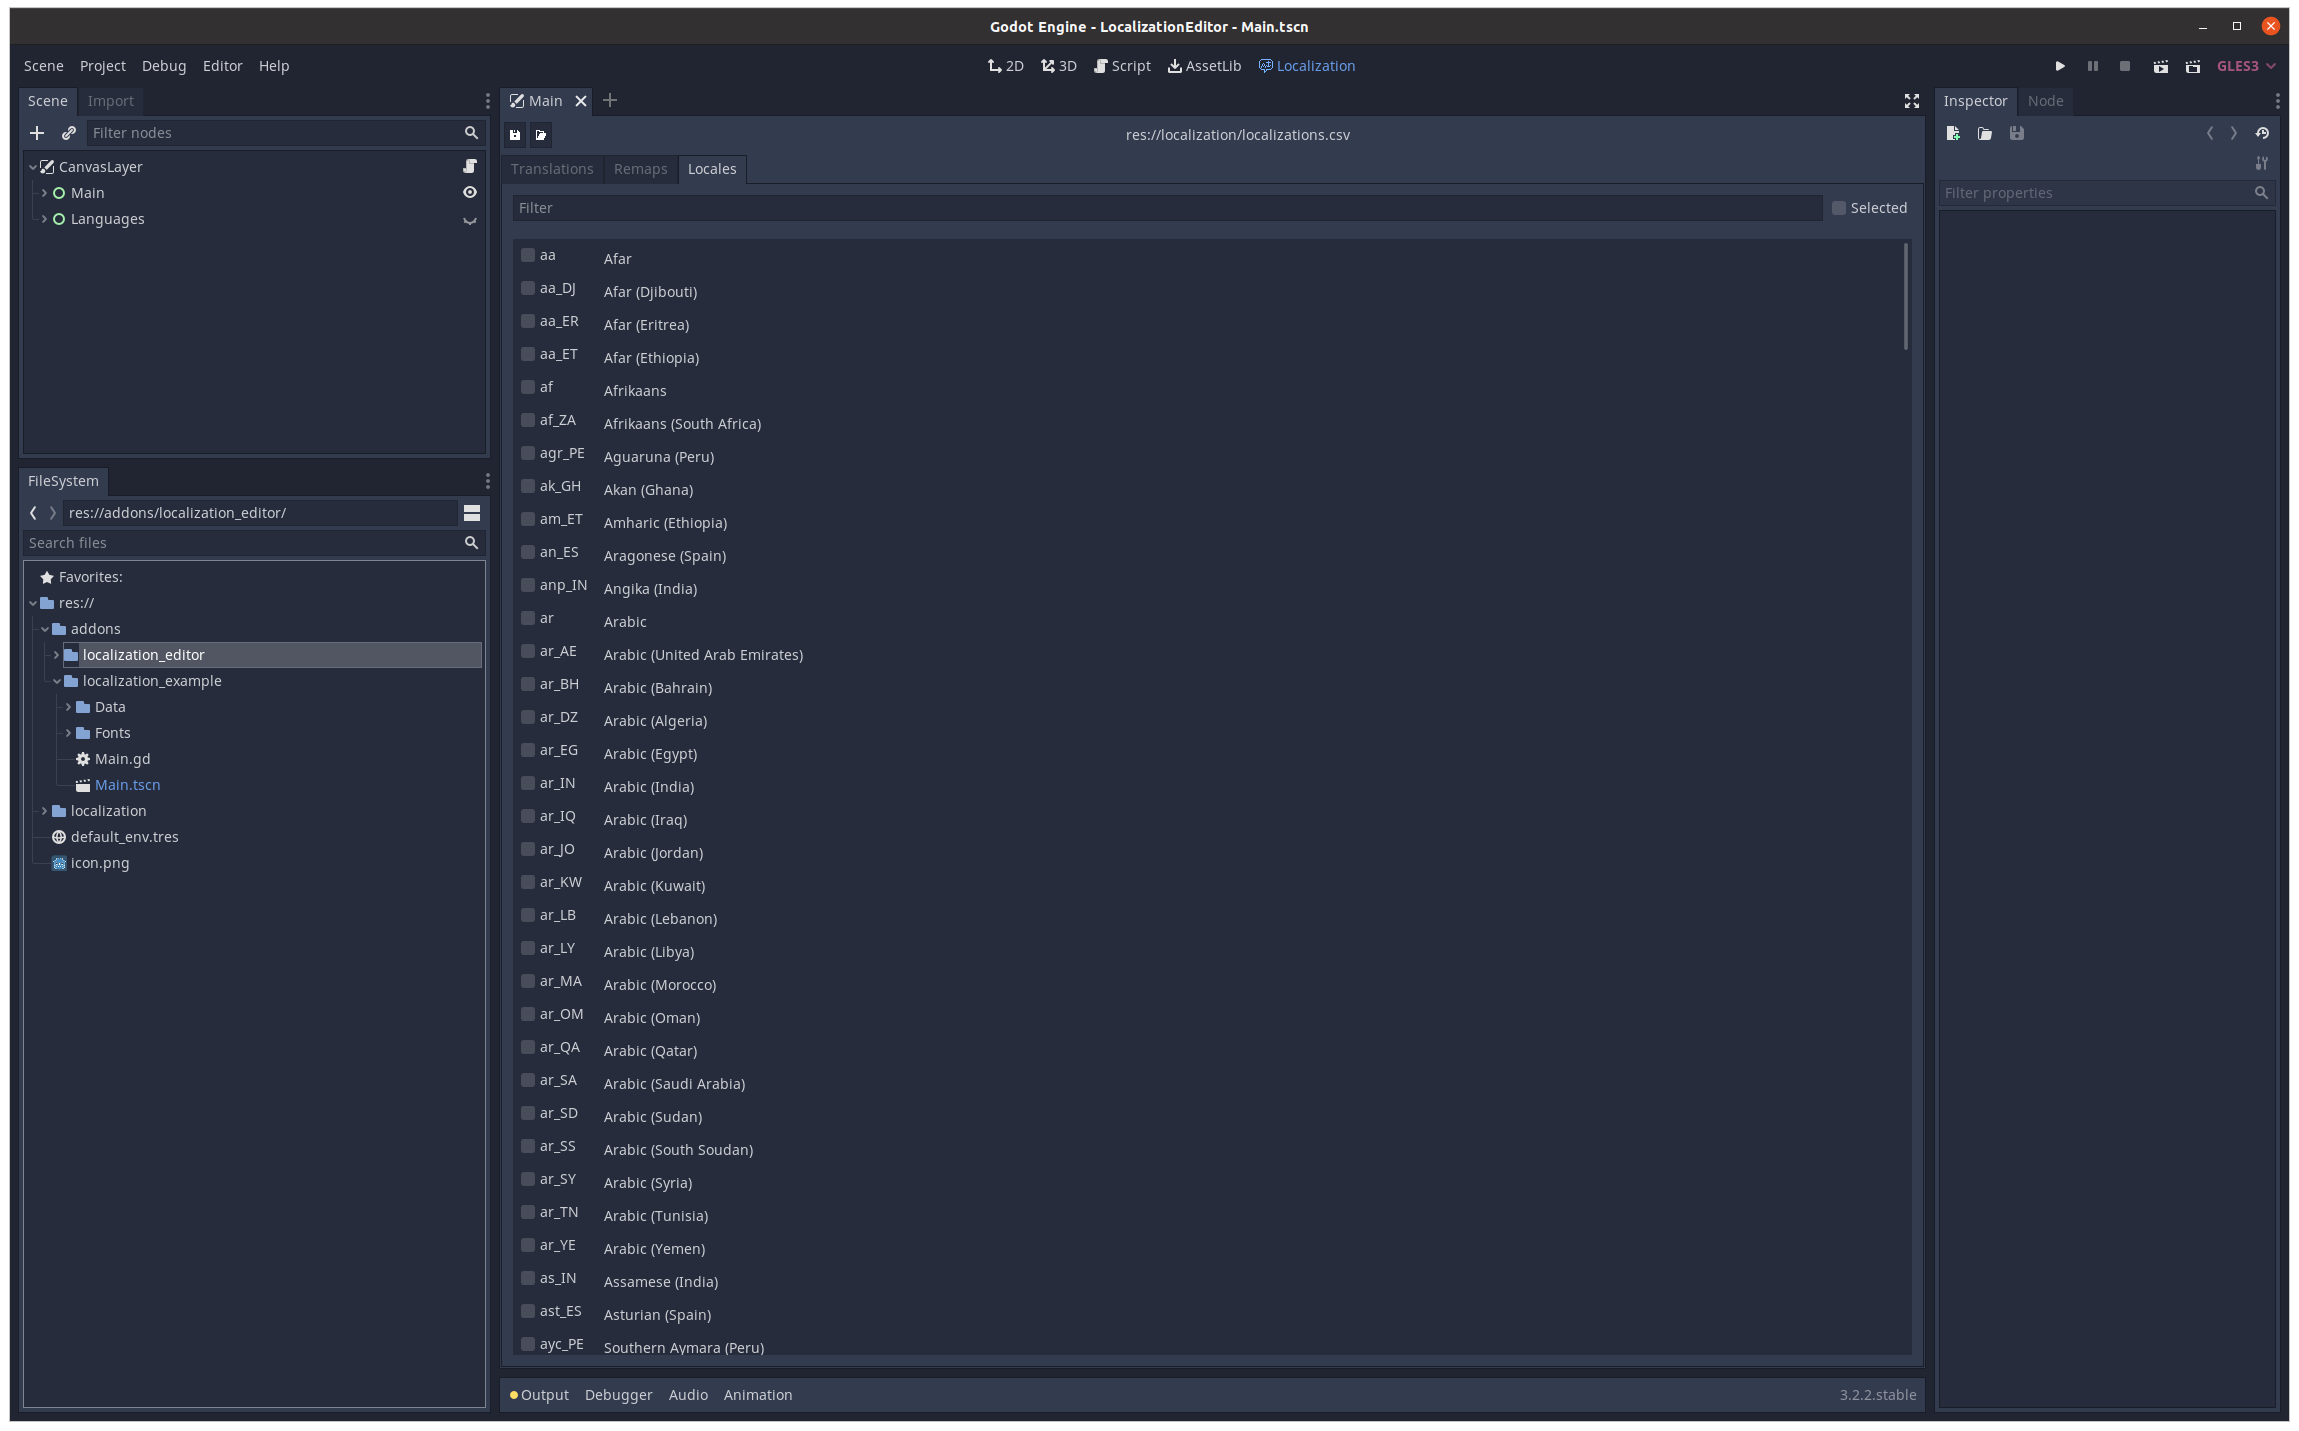 Godot Engine - LocalizationEditor - Main.tscn
Scene Project Debug Editor Help
2D 3D Script AssetLib Localization
GLES3
Scene Import
Filter nodes
CanvasLayer
Main
Languages
FileSystem
res://addons/localization_editor/
Search files
Favorites:
res://
addons
localization_editor
localization_example
Data
Fonts
Main.gd
Main.tscn
localization
default_env.tres
icon.png
Main
res://localization/localizations.csv
Translations Remaps Locales
Filter Selected
aa Afar
aa_DJ Afar (Djibouti)
aa_ER Afar (Eritrea)
aa_ET Afar (Ethiopia)
af Afrikaans
af_ZA Afrikaans (South Africa)
agr_PE Aguaruna (Peru)
ak_GH Akan (Ghana)
am_ET Amharic (Ethiopia)
an_ES Aragonese (Spain)
anp_IN Angika (India)
ar Arabic
ar_AE Arabic (United Arab Emirates)
ar_BH Arabic (Bahrain)
ar_DZ Arabic (Algeria)
ar_EG Arabic (Egypt)
ar_IN Arabic (India)
ar_IQ Arabic (Iraq)
ar_JO Arabic (Jordan)
ar_KW Arabic (Kuwait)
ar_LB Arabic (Lebanon)
ar_LY Arabic (Libya)
ar_MA Arabic (Morocco)
ar_OM Arabic (Oman)
ar_QA Arabic (Qatar)
ar_SA Arabic (Saudi Arabia)
ar_SD Arabic (Sudan)
ar_SS Arabic (South Soudan)
ar_SY Arabic (Syria)
ar_TN Arabic (Tunisia)
ar_YE Arabic (Yemen)
as_IN Assamese (India)
ast_ES Asturian (Spain)
ayc_PE Southern Aymara (Peru)
Output Debugger Audio Animation
3.2.2.stable
Inspector Node
Filter properties